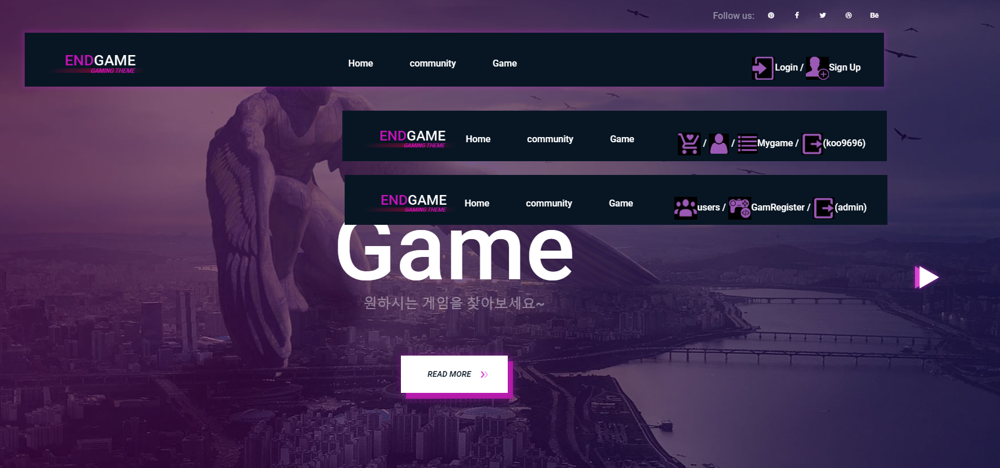 Follow us:
ENDGAME
GAMING THEME
Home community Game
Login / Sign Up
ENDGAME
GAMING THEME
Home community Game
/ / Mygame / (koo9696)
ENDGAME
GAMING THEME
Home community Game
users / GamRegister / (admin)
Game
원하시는 게임을 찾아보세요~
READ MORE